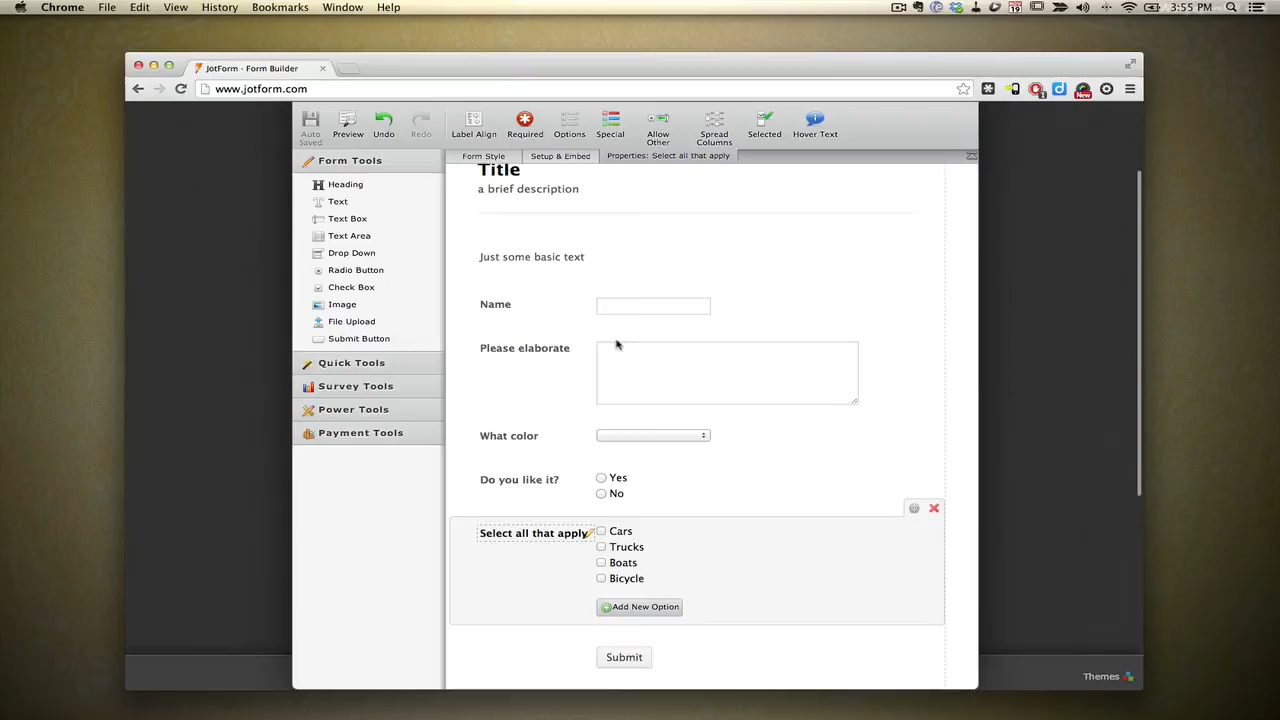 Chrome File Edit View History Bookmarks Window Help 19 3:55 PM
JotForm · Form Builder
www.jotform.com New
Auto Saved Preview Undo Redo Label Align Required Options Special Allow Other Spread Columns Selected Hover Text
Form Tools
Form Style Setup & Embed Properties: Select all that apply
Heading
Text
Text Box
Text Area
Drop Down
Radio Button
Check Box
Image
File Upload
Submit Button
Quick Tools
Survey Tools
Power Tools
Payment Tools
Title
a brief description
Just some basic text
Name
Please elaborate
What color
Do you like it? Yes
No
Select all that apply Cars
Trucks
Boats
Bicycle
Add New Option
Submit
Themes